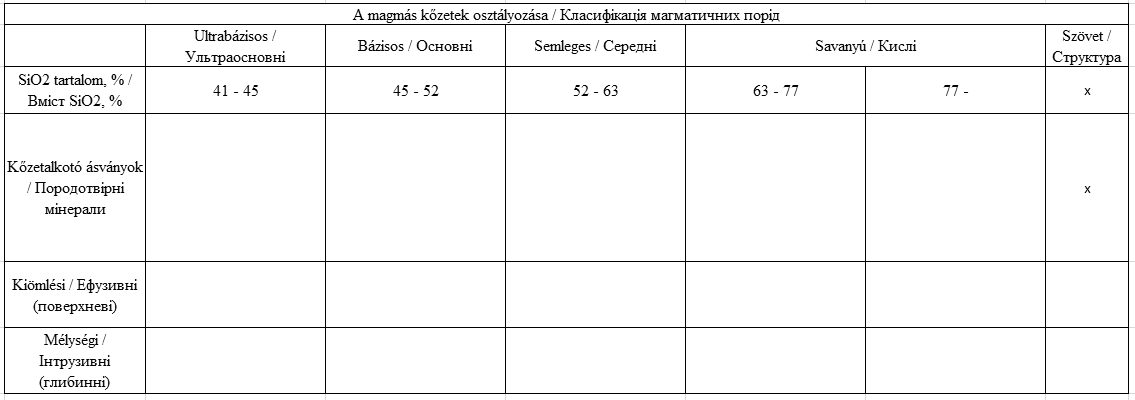 A magmás kőzetek osztályozása / Класифікація магматичних порід
Ultrabázisos /
Ультраосновні
Bázisos / Основні
Semleges / Середні
Savanyú / Кислі
Szövet /
Структура
SiO2 tartalom, % /
Вміст SiO2, %
41 - 45
45 - 52
52 - 63
63 - 77
77 -
x
Kőzetalkotó ásványok
/ Породотвірні
мінерали
x
Kiömlési / Ефузивні
(поверхневі)
Mélységi /
Інтрузивні
(глибинні)